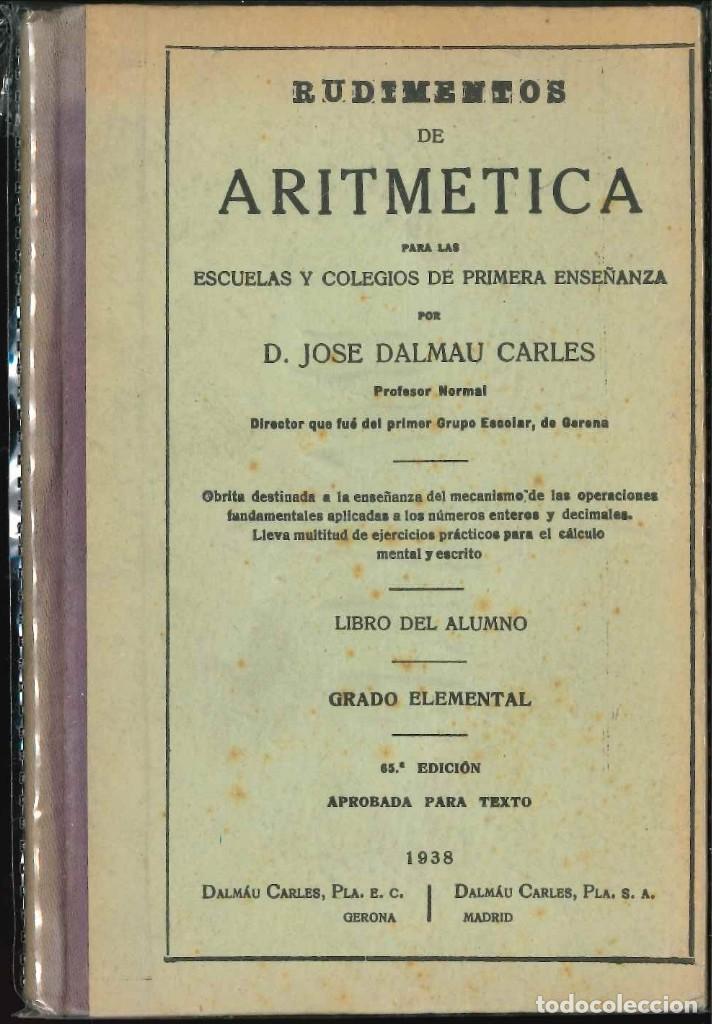 RUDIMENTOS
DE
ARITMETICA
PARA LAS
ESCUELAS Y COLEGIOS DE PRIMERA ENSEÑANZA
POR
D. JOSE DALMAU CARLES
Profesor Normal
Director que fué del primer Grupo Escolar, de Gerona
Obrita destinada a la enseñanza del mecanismo de las operaciones
fundamentales aplicadas a los números enteros y decimales.
Lleva multitud de ejercicios prácticos para el cálculo
mental y escrito
LIBRO DEL ALUMNO
GRADO ELEMENTAL
65.ª EDICIÓN
APROBADA PARA TEXTO
1938
DALMÁU CARLES, PLA. E. C.
GERONA
DALMÁU CARLES, PLA. S. A.
MADRID
todocoleccion